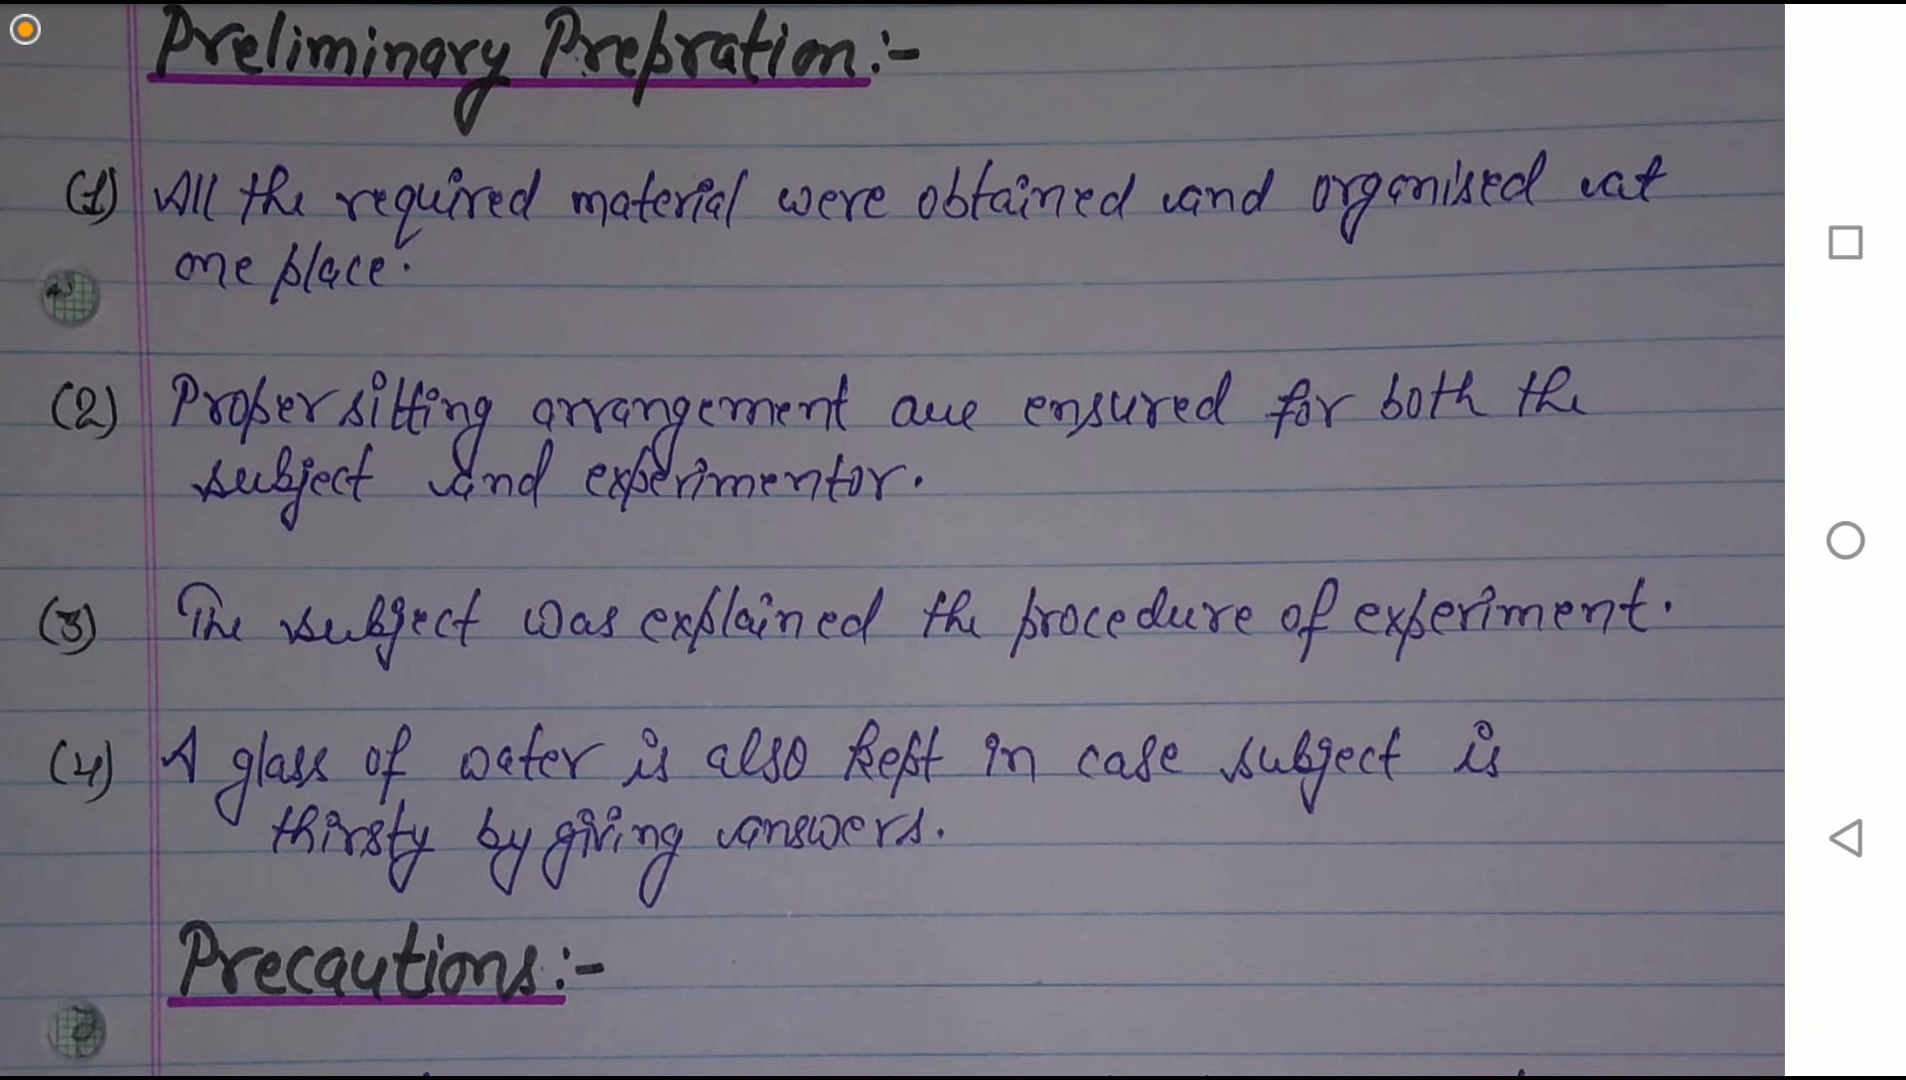 Preliminary Prepration:-
(1) All the required material were obtained and organised at
one place.
(2) Proper sitting arrangement are ensured for both the
subject and experimentor.
(3) The subject was explained the procedure of experiment.
(4) A glass of water is also kept in case subject is
thirsty by giving answers.
Precautions:-